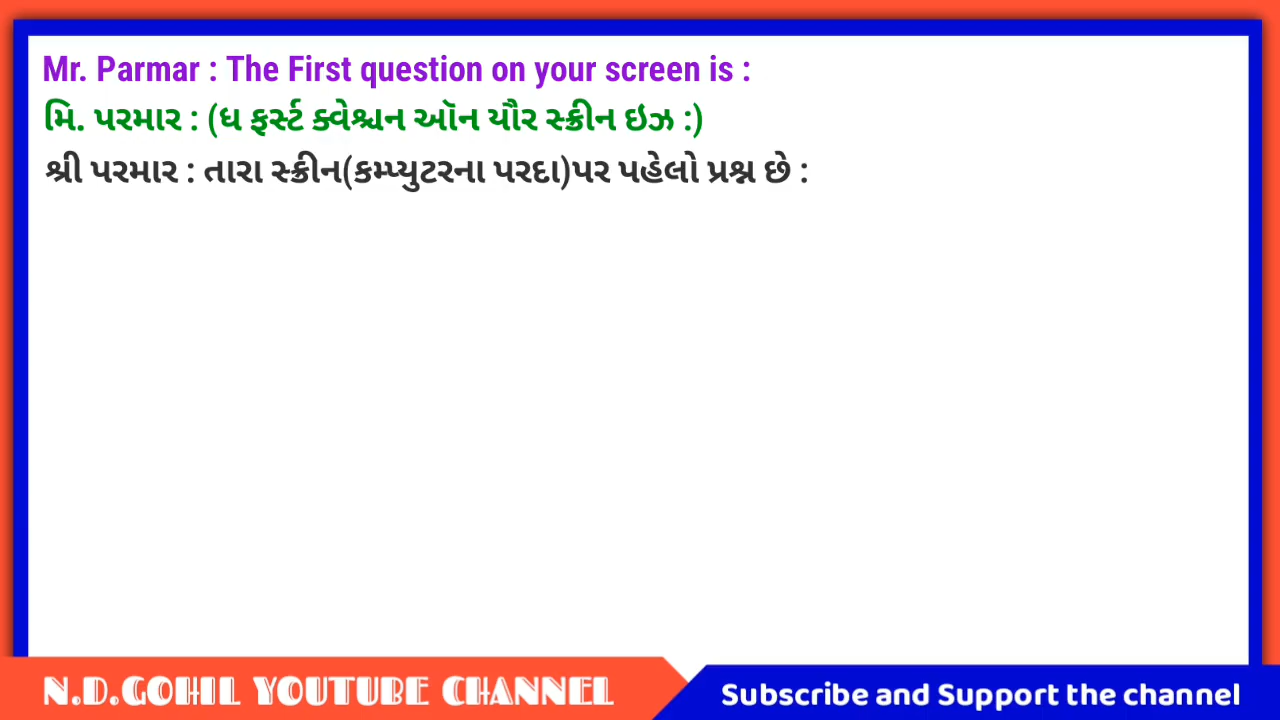 Mr. Parmar : The First question on your screen is :
મિ. પરમાર : (ધ ફર્સ્ટ ક્વેશ્ચન ઑન યૌર સ્ક્રીન ઇઝ :)
શ્રી પરમાર : તારા સ્ક્રીન(કમ્પ્યુટરના પરદા)પર પહેલો પ્રશ્ન છે :
N.D.GOHIL YOUTUBE CHANNEL
Subscribe and Support the channel